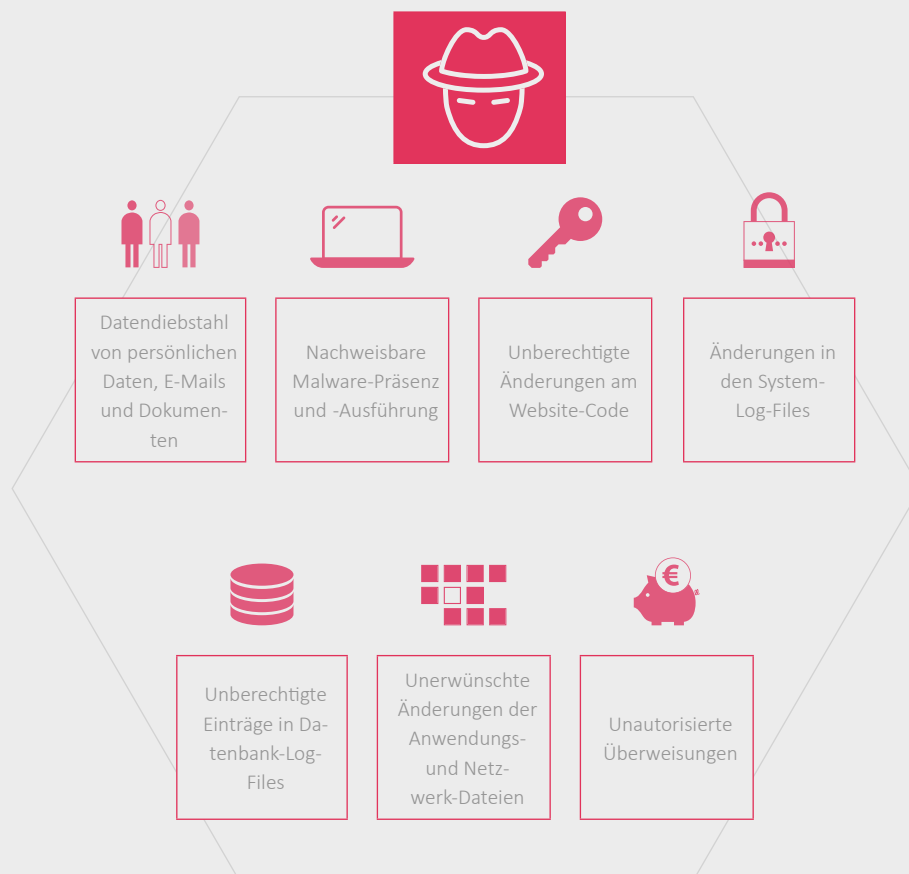 Datendiebstahl
von persönlichen
Daten, E-Mails
und Dokumen-
ten
Nachweisbare
Malware-Präsenz
und -Ausführung
Unberechtigte
Änderungen am
Website-Code
Änderungen in
den System-
Log-Files
€
Unberechtigte
Einträge in Da-
tenbank-Log-
Files
Unerwünschte
Änderungen der
Anwendungs-
und Netz-
werk-Dateien
Unautorisierte
Überweisungen